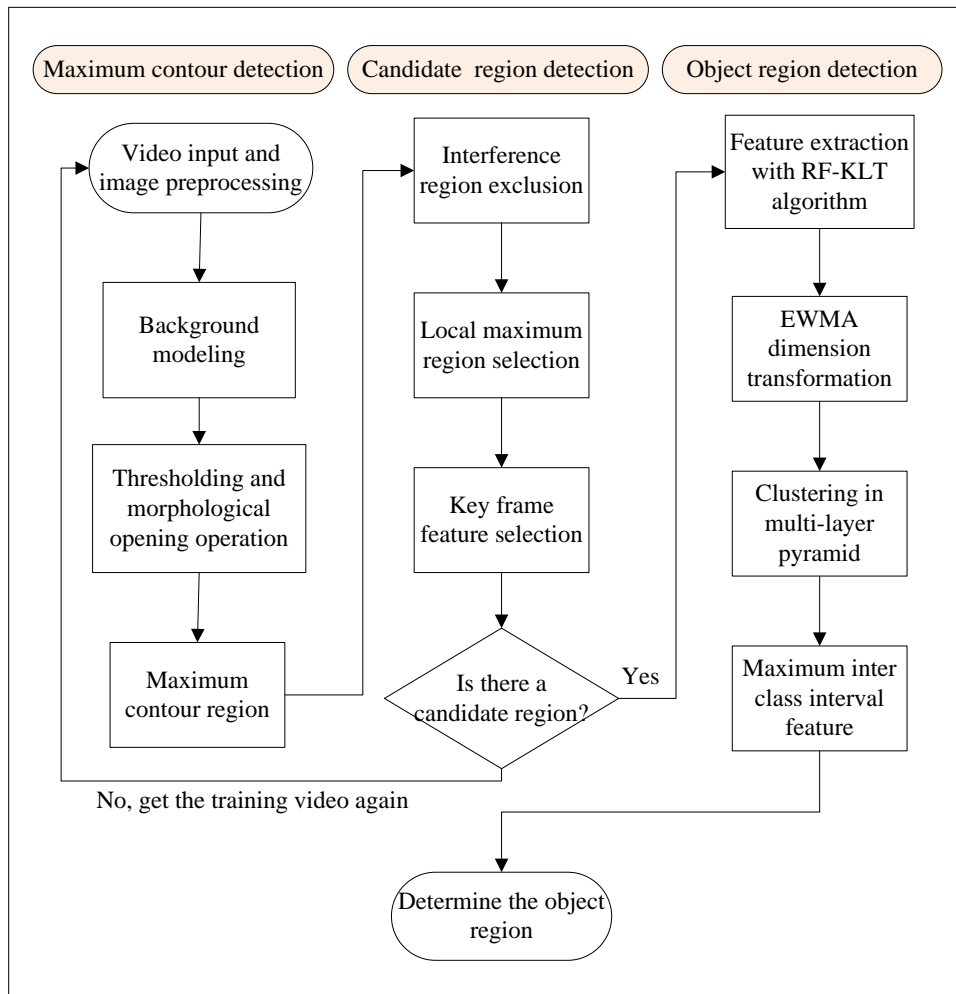 Maximum contour detection
Candidate region detection
Object region detection
Video input and
image preprocessing
Background
modeling
Thresholding and
morphological
opening operation
Maximum
contour region
Interference
region exclusion
Local maximum
region selection
Key frame
feature selection
Is there a
candidate region?
Yes
No, get the training video again
Feature extraction
with RF-KLT
algorithm
EWMA
dimension
transformation
Clustering in
multi-layer
pyramid
Maximum inter
class interval
feature
Determine the object
region